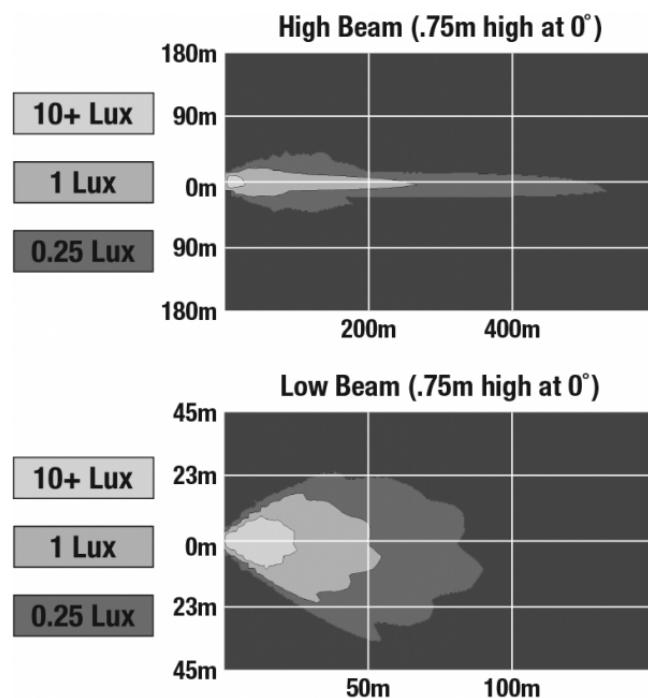 High Beam (.75m high at 0°)
180m
10+ Lux
90m
1 Lux
0m
0.25 Lux
90m
180m
200m
400m
Low Beam (.75m high at 0°)
45m
10+ Lux
23m
1 Lux
0m
0.25 Lux
23m
45m
50m
100m